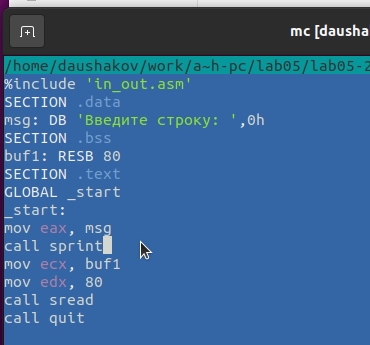 mc [dausha
/home/daushakov/work/a-h-pc/lab05/lab05-2
%include 'in_out.asm'
SECTION .data
msg: DB 'Введите строку: ',0h
SECTION .bss
buf1: RESB 80
SECTION .text
GLOBAL _start
_start:
mov eax, msg
call sprint
mov ecx, buf1
mov edx, 80
call sread
call quit